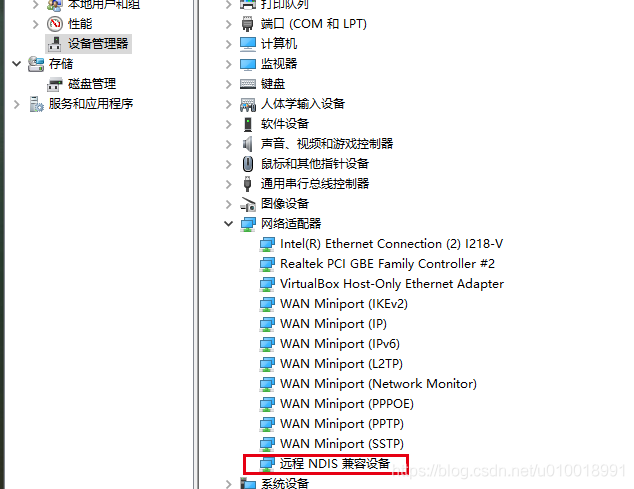 本地用户和组
性能
设备管理器
存储
磁盘管理
服务和应用程序
打印队列
端口 (COM 和 LPT)
计算机
监视器
键盘
人体学输入设备
软件设备
声音、视频和游戏控制器
鼠标和其他指针设备
通用串行总线控制器
图像设备
网络适配器
Intel(R) Ethernet Connection (2) I218-V
Realtek PCI GBE Family Controller #2
VirtualBox Host-Only Ethernet Adapter
WAN Miniport (IKEv2)
WAN Miniport (IP)
WAN Miniport (IPv6)
WAN Miniport (L2TP)
WAN Miniport (Network Monitor)
WAN Miniport (PPPOE)
WAN Miniport (PPTP)
WAN Miniport (SSTP)
远程 NDIS 兼容设备
https://blog.csdn.net/u010018991
系统设备